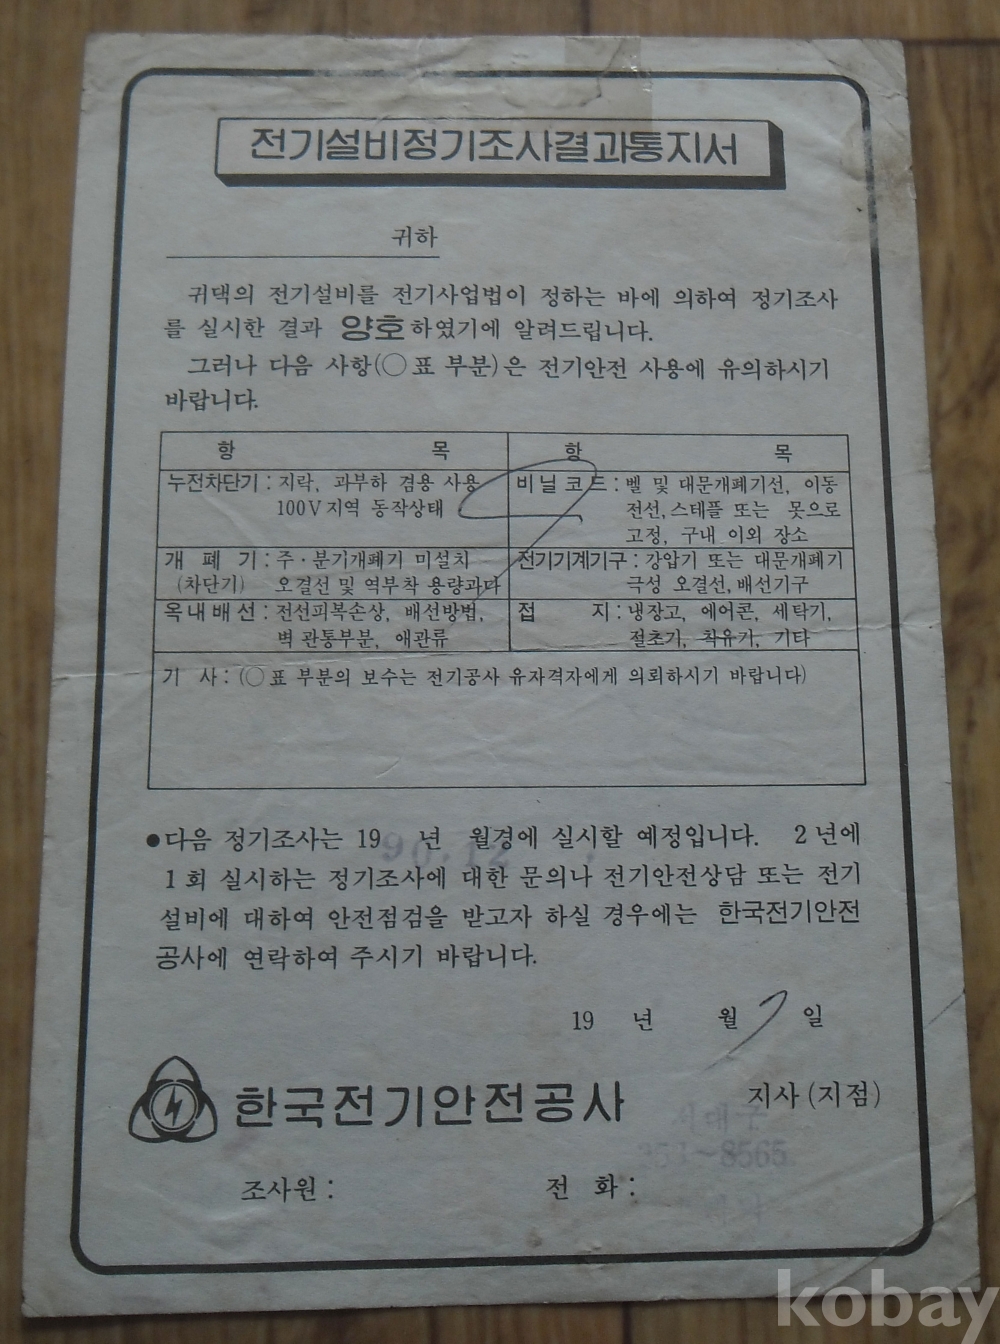 전기설비정기조사결과통지서
귀하
귀댁의 전기설비를 전기사업법이 정하는 바에 의하여 정기조사
를 실시한 결과 양호하였기에 알려드립니다.
그러나 다음 사항(○표 부분)은 전기안전 사용에 유의하시기
바랍니다.
항 목 항 목
누전차단기 : 지락, 과부하 겸용 사용
100V지역 동작상태
비닐코드 : 벨 및 대문개폐기선, 이동
전선, 스테플 또는 못으로
고정, 구내 이외 장소
개 폐 기 : 주·분기개폐기 미설치
(차단기) 오결선 및 역부착 용량과다
전기기계기구 : 강압기 또는 대문개폐기
극성 오결선, 배선기구
옥내배선 : 전선피복손상, 배선방법,
벽 관통부분, 애관류
접 지 : 냉장고, 에어콘, 세탁기,
절초기, 착유기, 기타
기 사 : (○표 부분의 보수는 전기공사 유자격자에게 의뢰하시기 바랍니다)
●다음 정기조사는 19 년 월경에 실시할 예정입니다. 2년에
90.12
1회 실시하는 정기조사에 대한 문의나 전기안전상담 또는 전기
설비에 대하여 안전점검을 받고자 하실 경우에는 한국전기안전
공사에 연락하여 주시기 바랍니다.
19 년 월 7 일
한국전기안전공사 지사(지점)
서대구
8565
조사원 : 전 화 :
kobay